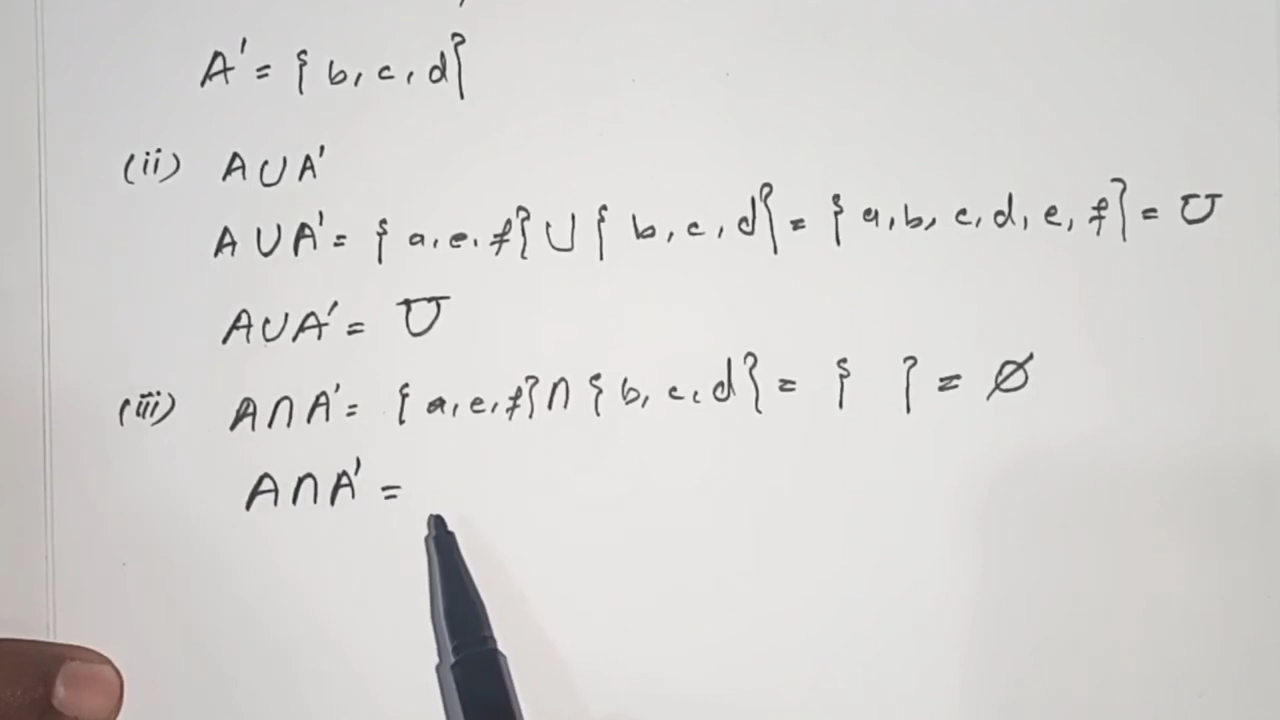 A' = { b, c, d}
(ii) A ∪ A'
A ∪ A' = { a, e, f} ∪ { b, c, d} = { a, b, c, d, e, f} = U
A ∪ A' = U
(iii) A ∩ A' = { a, e, f} ∩ { b, c, d} = { } = ∅
A ∩ A' =